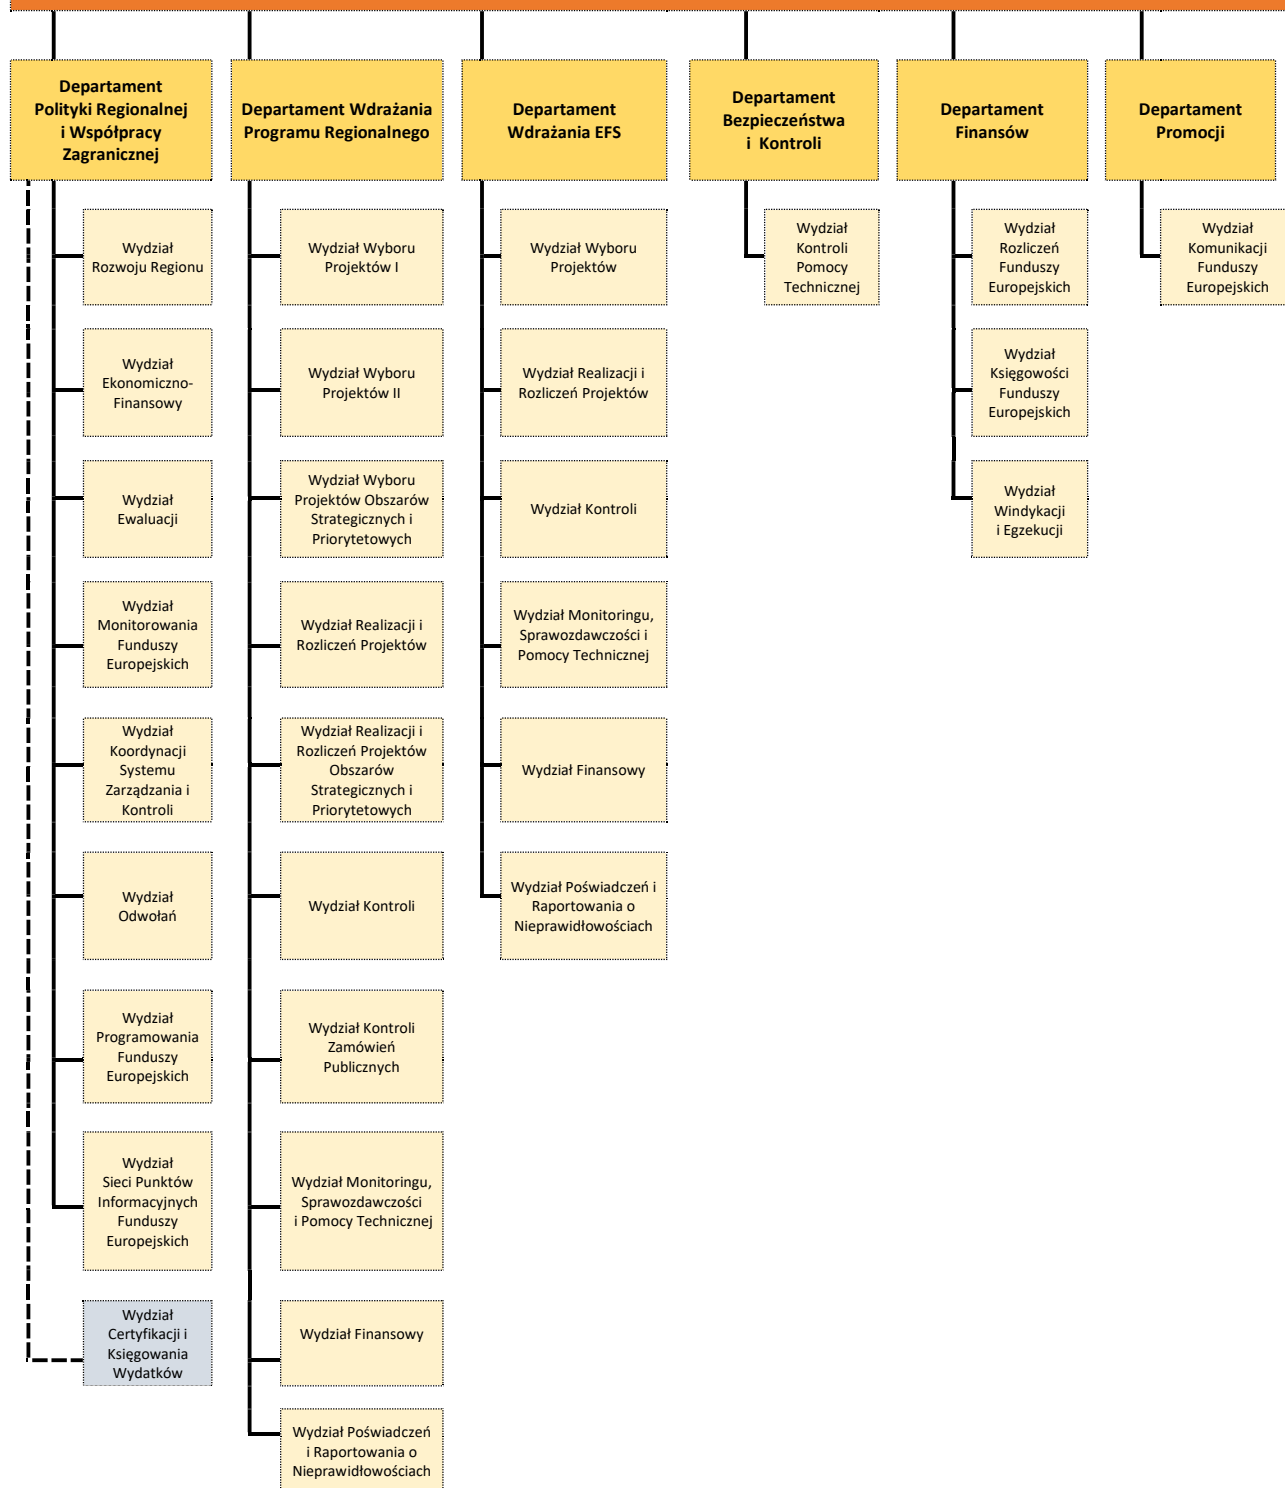 Departament
Polityki Regionalnej
i Współpracy
Zagranicznej
Departament Wdrażania
Programu Regionalnego
Departament
Wdrażania EFS
Departament
Bezpieczeństwa
i Kontroli
Departament
Finansów
Departament
Promocji
Wydział
Rozwoju Regionu
Wydział
Ekonomiczno-
Finansowy
Wydział
Ewaluacji
Wydział
Monitorowania
Funduszy
Europejskich
Wydział
Koordynacji
Systemu
Zarządzania i
Kontroli
Wydział
Odwołań
Wydział
Programowania
Funduszy
Europejskich
Wydział
Sieci Punktów
Informacyjnych
Funduszy
Europejskich
Wydział
Certyfikacji i
Księgowania
Wydatków
Wydział Wyboru
Projektów I
Wydział Wyboru
Projektów II
Wydział Wyboru
Projektów Obszarów
Strategicznych i
Priorytetowych
Wydział Realizacji i
Rozliczeń Projektów
Wydział Realizacji i
Rozliczeń Projektów
Obszarów
Strategicznych i
Priorytetowych
Wydział Kontroli
Wydział Kontroli
Zamówień
Publicznych
Wydział Monitoringu,
Sprawozdawczości
i Pomocy Technicznej
Wydział Finansowy
Wydział Poświadczeń
i Raportowania o
Nieprawidłowościach
Wydział Wyboru
Projektów
Wydział Realizacji i
Rozliczeń Projektów
Wydział Kontroli
Wydział Monitoringu,
Sprawozdawczości i
Pomocy Technicznej
Wydział Finansowy
Wydział Poświadczeń i
Raportowania o
Nieprawidłowościach
Wydział
Kontroli
Pomocy
Technicznej
Wydział
Rozliczeń
Funduszy
Europejskich
Wydział
Księgowości
Funduszy
Europejskich
Wydział
Windykacji
i Egzekucji
Wydział
Komunikacji
Funduszy
Europejskich